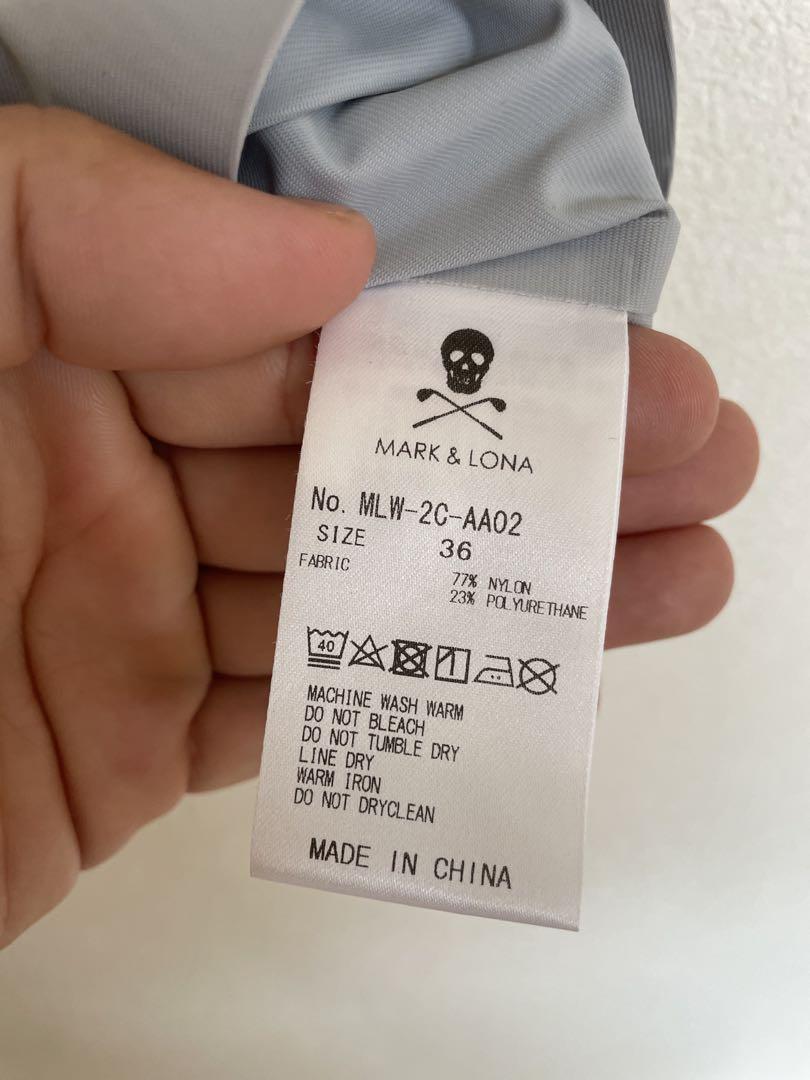 MARK & LONA
No. MLW-2C-AA02
SIZE 36
FABRIC
77% NYLON
23% POLYURETHANE
40
MACHINE WASH WARM
DO NOT BLEACH
DO NOT TUMBLE DRY
LINE DRY
WARM IRON
DO NOT DRYCLEAN
MADE IN CHINA